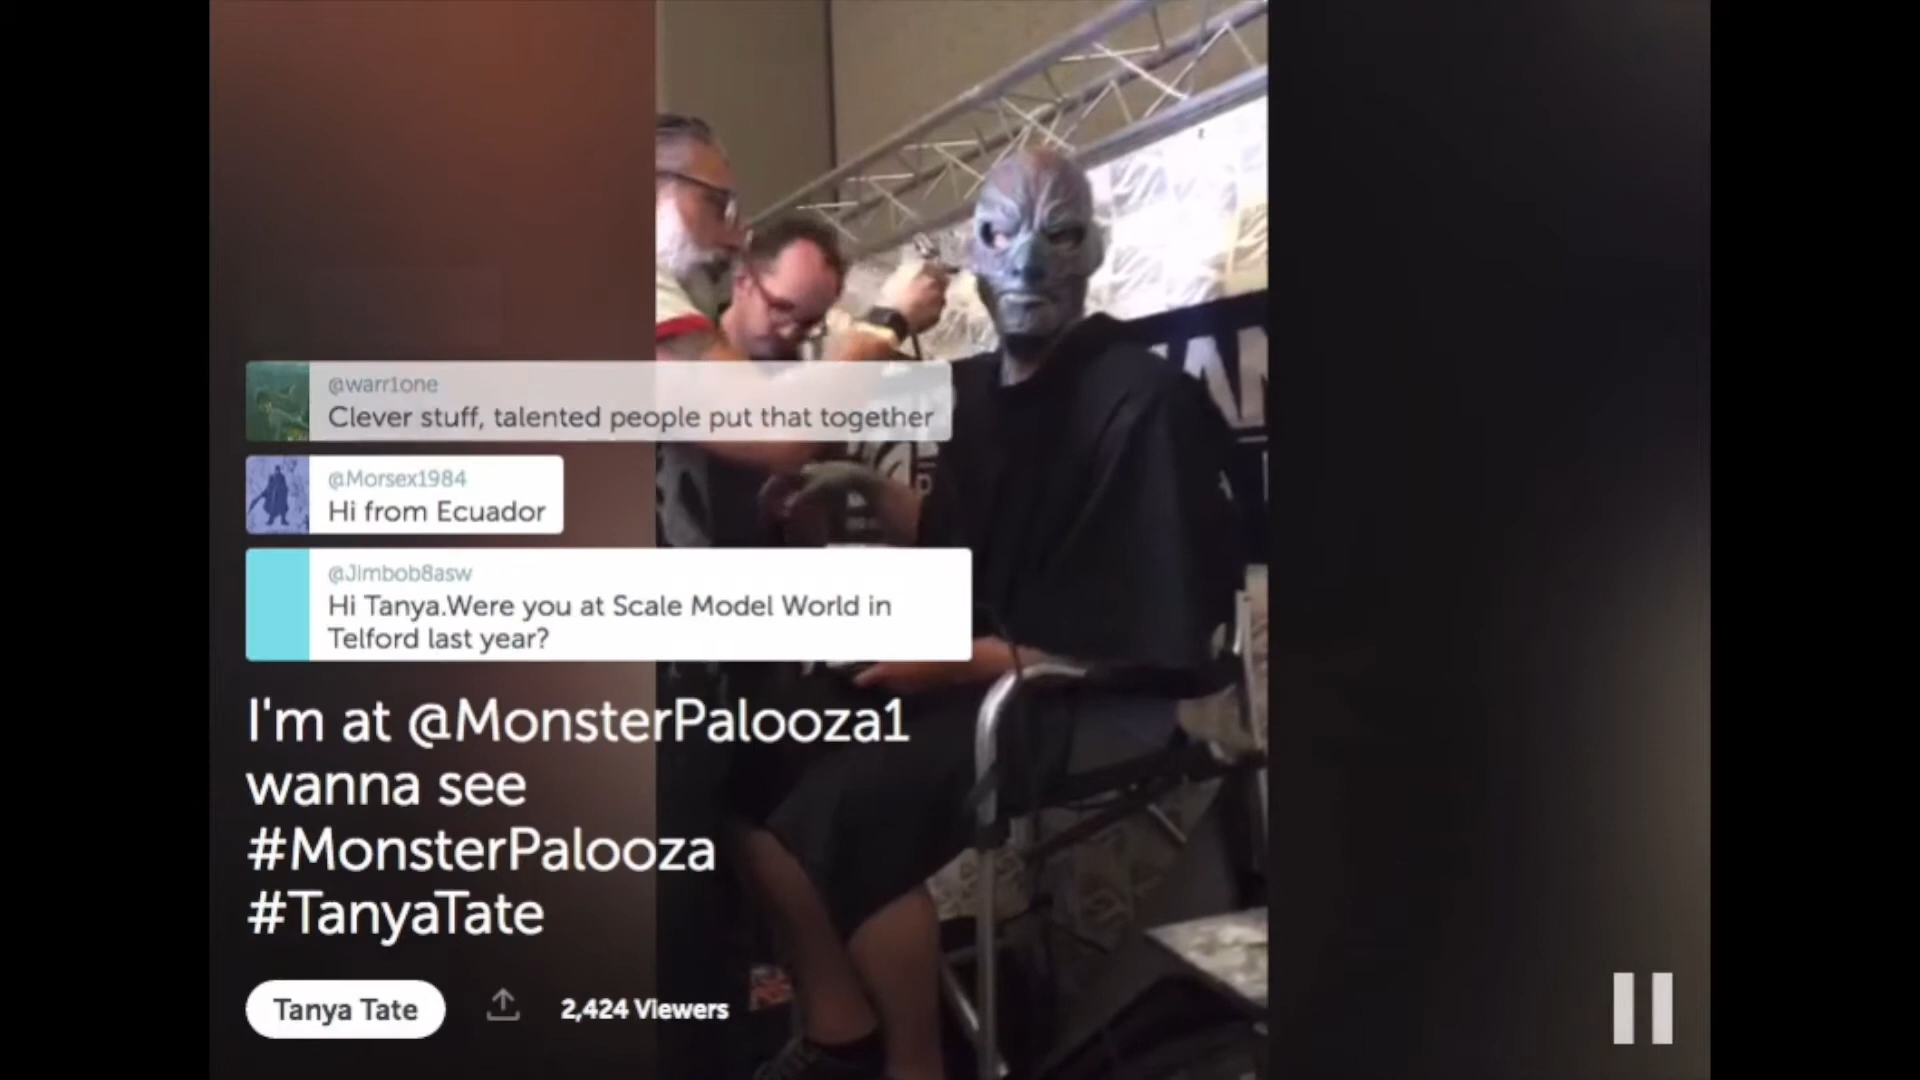 @warr1one
Clever stuff, talented people put that together
@Morsex1984
Hi from Ecuador
@Jimbob8asw
Hi Tanya.Were you at Scale Model World in
Telford last year?
I'm at @MonsterPalooza1
wanna see
#MonsterPalooza
#TanyaTate
Tanya Tate
2,424 Viewers